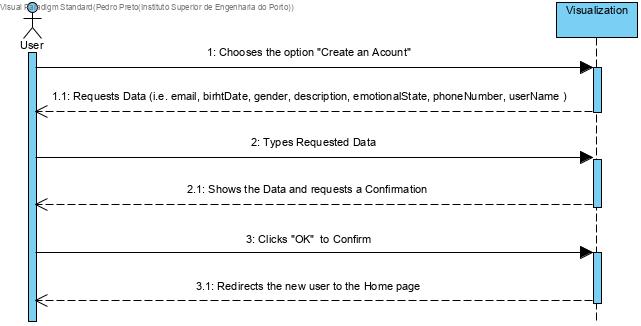 Visual Paradigm Standard(Pedro Preto(Instituto Superior de Engenharia do Porto))
Visualization
User
1: Chooses the option "Create an Acount"
1.1: Requests Data (i.e. email, birhtDate, gender, description, emotionalState, phoneNumber, userName )
2: Types Requested Data
2.1: Shows the Data and requests a Confirmation
3: Clicks "OK" to Confirm
3.1: Redirects the new user to the Home page